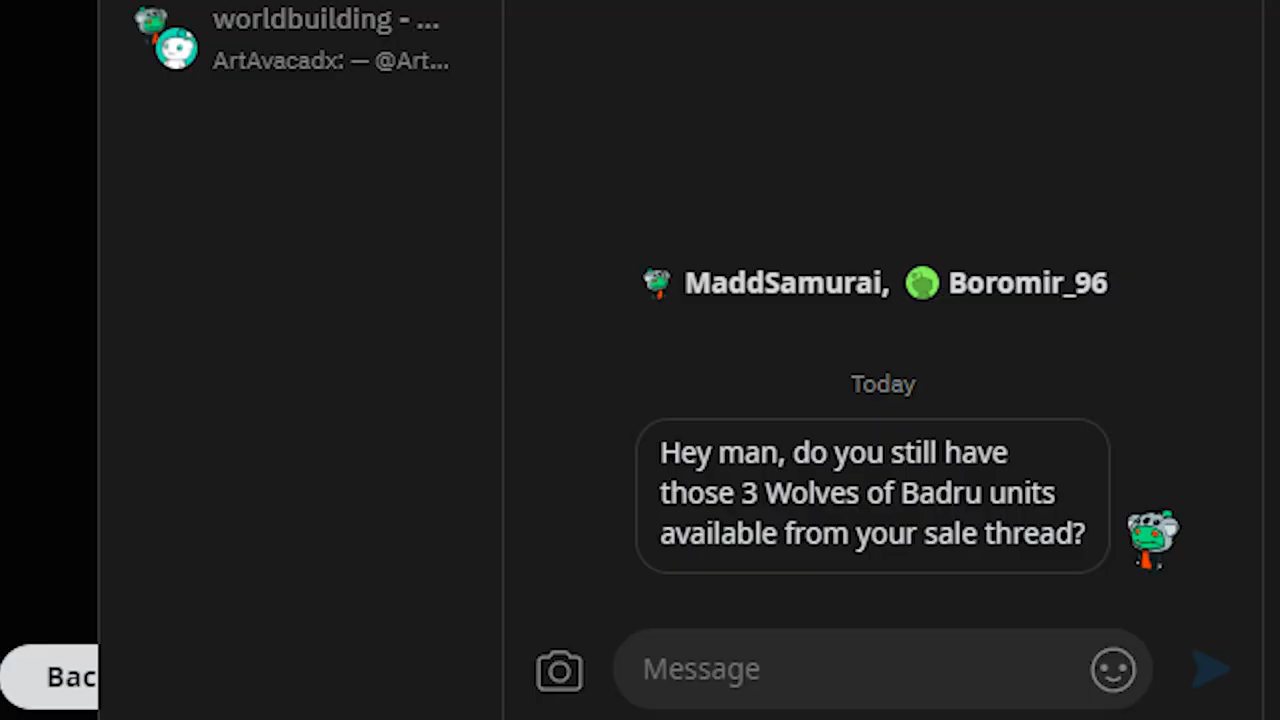 worldbuilding - ...
ArtAvacadx: — @Art...
MaddSamurai, Boromir_96
Today
Hey man, do you still have
those 3 Wolves of Badru units
available from your sale thread?
Message
Bac